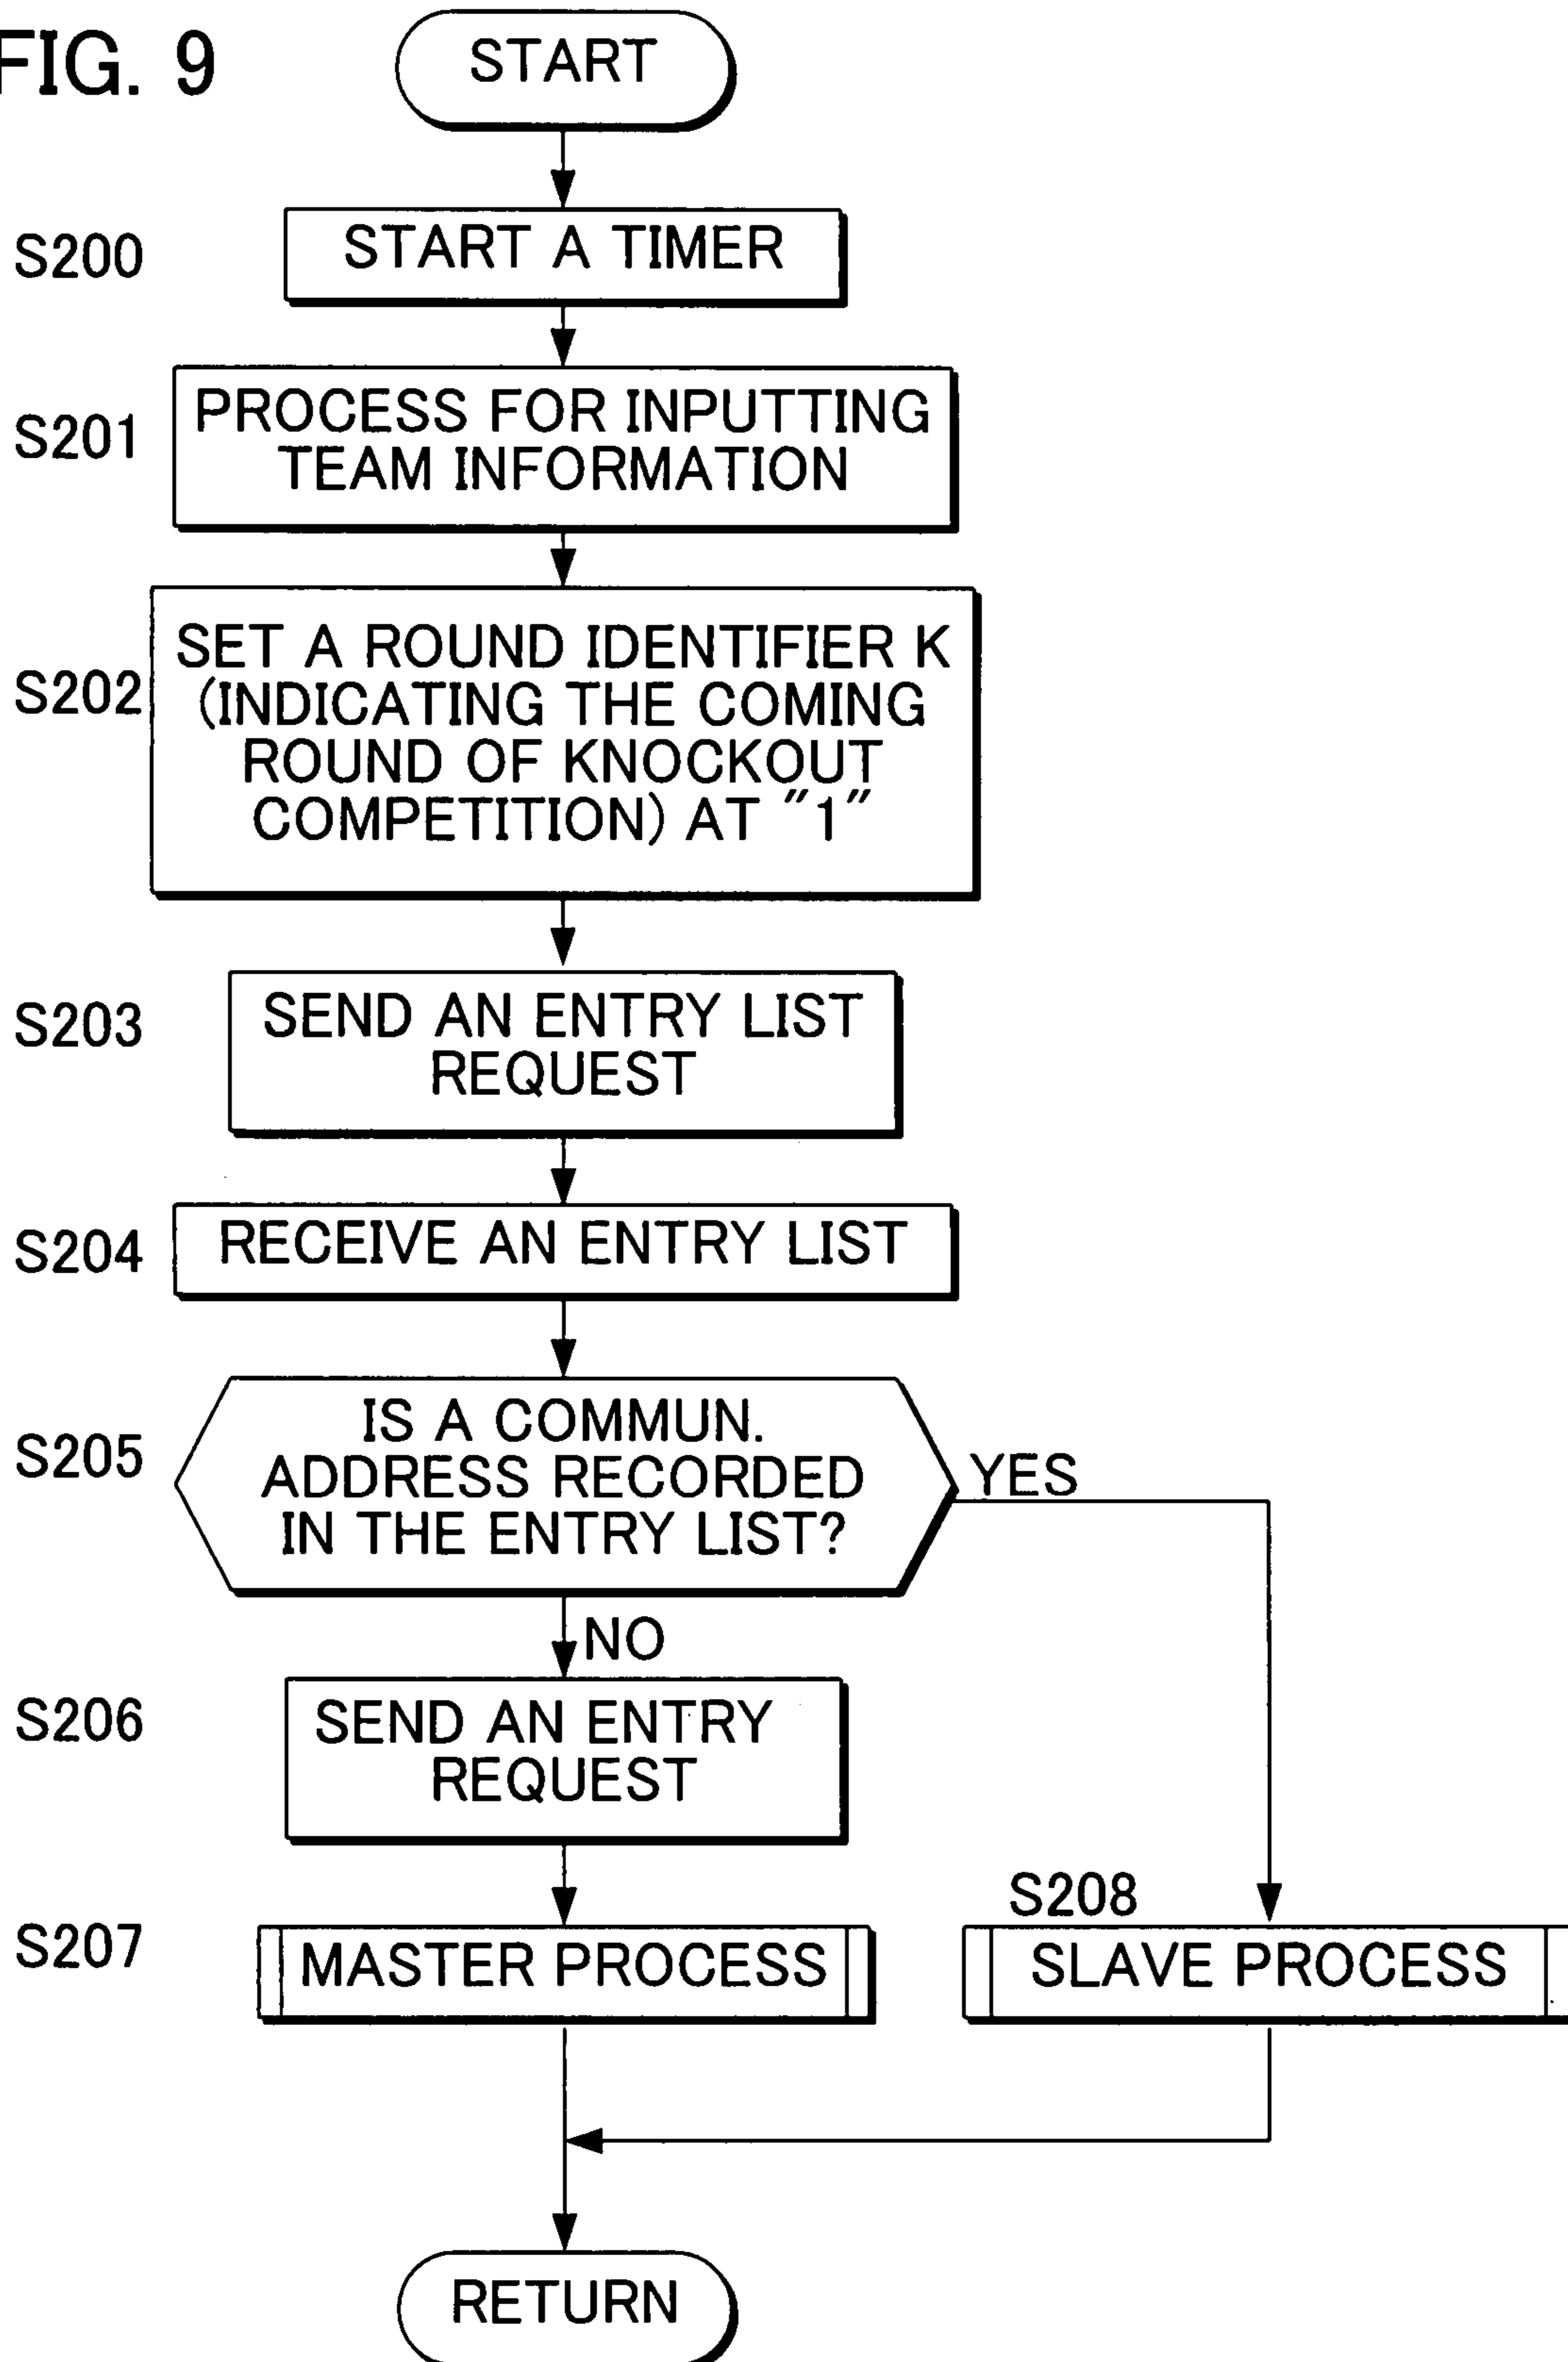 FIG. 9
START
S200
START A TIMER
S201
PROCESS FOR INPUTTING
TEAM INFORMATION
S202
SET A ROUND IDENTIFIER K
(INDICATING THE COMING
ROUND OF KNOCKOUT
COMPETITION) AT "1"
S203
SEND AN ENTRY LIST
REQUEST
S204
RECEIVE AN ENTRY LIST
S205
IS A COMMUN.
ADDRESS RECORDED
IN THE ENTRY LIST?
YES
NO
S206
SEND AN ENTRY
REQUEST
S207
MASTER PROCESS
S208
SLAVE PROCESS
RETURN